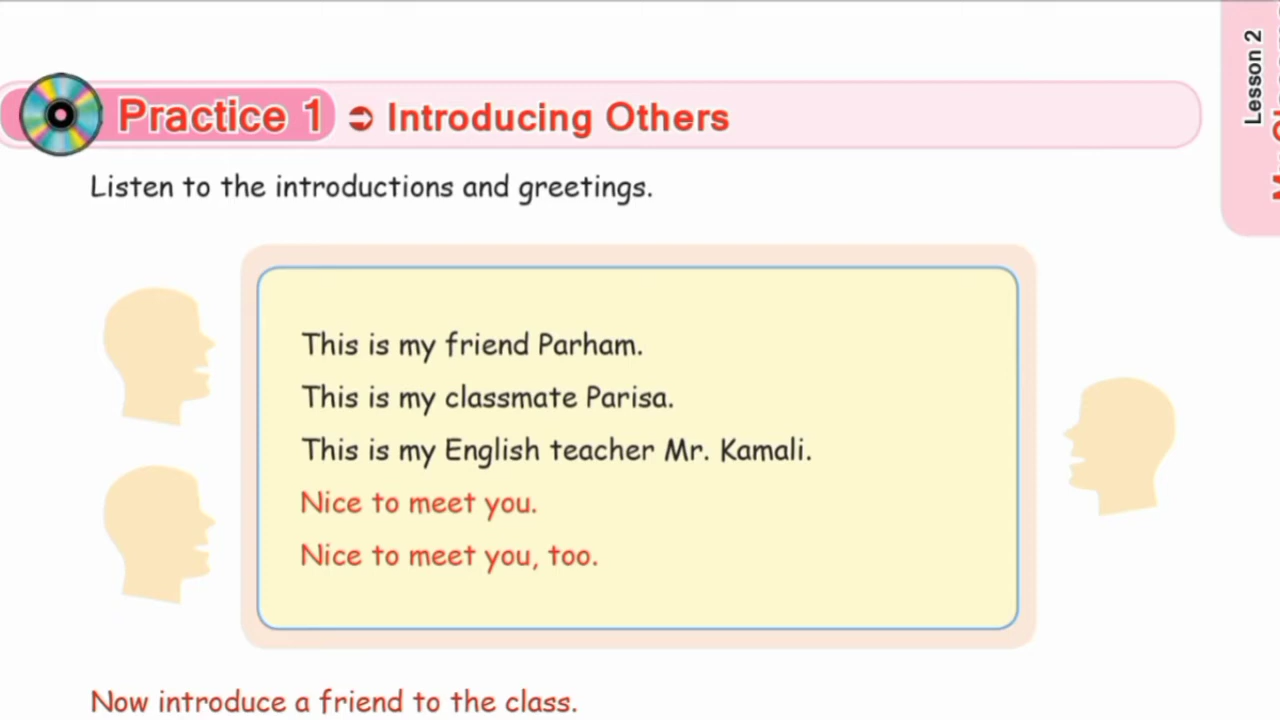 Practice 1 ➲ Introducing Others
Listen to the introductions and greetings.
This is my friend Parham.
This is my classmate Parisa.
This is my English teacher Mr. Kamali.
Nice to meet you.
Nice to meet you, too.
Now introduce a friend to the class.
Lesson 2